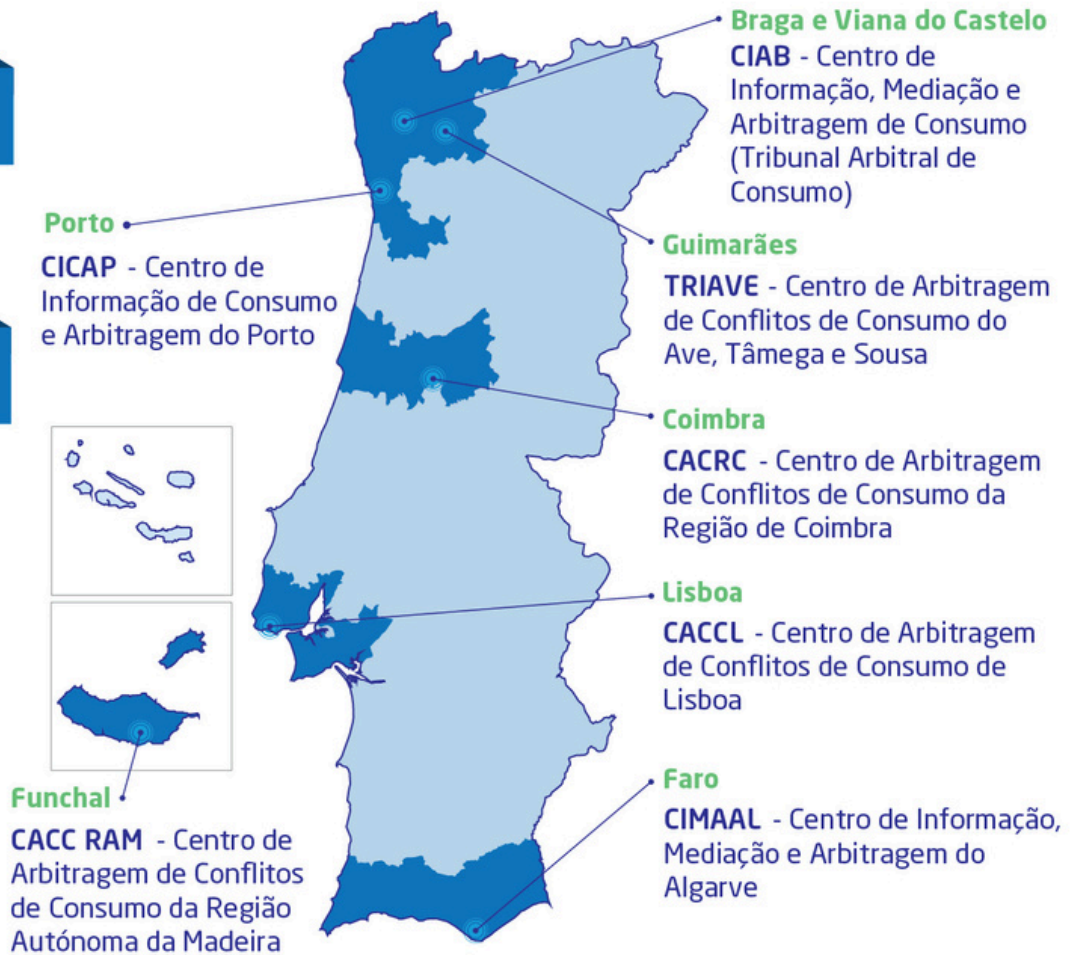 Braga e Viana do Castelo
CIAB - Centro de
Informação, Mediação e
Arbitragem de Consumo
(Tribunal Arbitral de
Consumo)
Porto
CICAP - Centro de
Informação de Consumo
e Arbitragem do Porto
Guimarães
TRIAVE - Centro de Arbitragem
de Conflitos de Consumo do
Ave, Tâmega e Sousa
Coimbra
CACRC - Centro de Arbitragem
de Conflitos de Consumo da
Região de Coimbra
Lisboa
CACCL - Centro de Arbitragem
de Conflitos de Consumo de
Lisboa
Funchal
CACC RAM - Centro de
Arbitragem de Conflitos
de Consumo da Região
Autónoma da Madeira
Faro
CIMAAL - Centro de Informação,
Mediação e Arbitragem do
Algarve